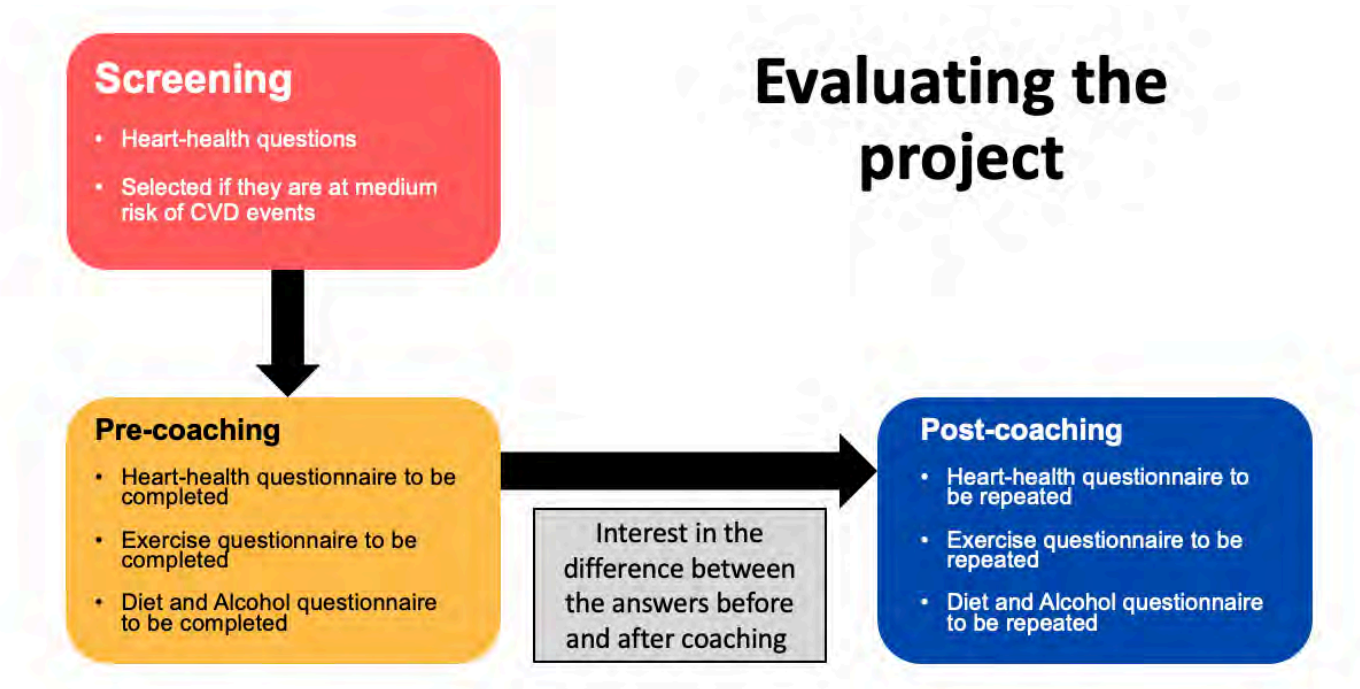 Screening
• Heart-health questions
• Selected if they are at medium
risk of CVD events
Evaluating the
project
Pre-coaching
• Heart-health questionnaire to be
completed
• Exercise questionnaire to be
completed
• Diet and Alcohol questionnaire
to be completed
Interest in the
difference between
the answers before
and after coaching
Post-coaching
• Heart-health questionnaire to
be repeated
• Exercise questionnaire to be
repeated
• Diet and Alcohol questionnaire
to be repeated